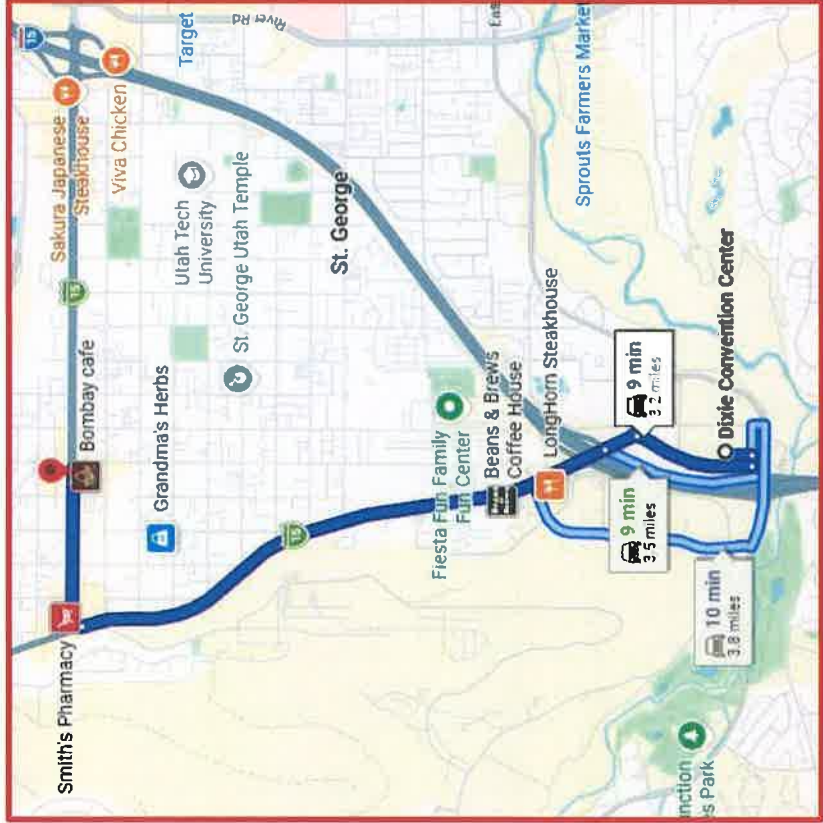 15
Target
River Rd
Sakura Japanese
Steakhouse
Viva Chicken
Sprouts Farmers Market
Utah Tech
University
15
St. George Utah Temple
St. George
Bombay cafe
Grandma's Herbs
Beans & Brews
Coffee House
LongHorn Steakhouse
9 min
3.2 miles
Dixie Convention Center
Fiesta Fun Family
Fun Center
15
9 min
3.5 miles
10 min
3.8 miles
Smith's Pharmacy